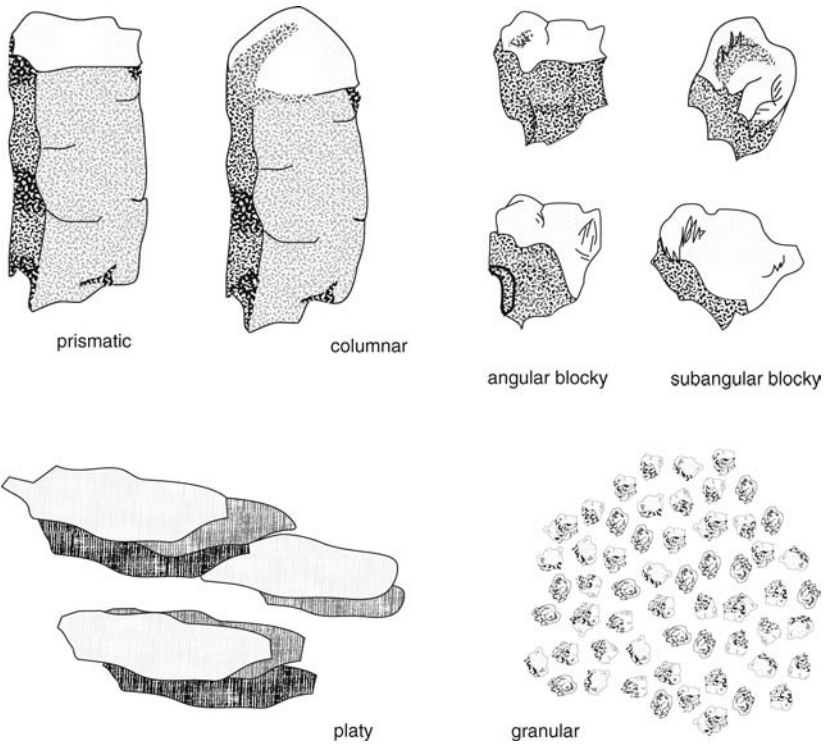 prismatic
columnar
angular blocky
subangular blocky
platy
granular